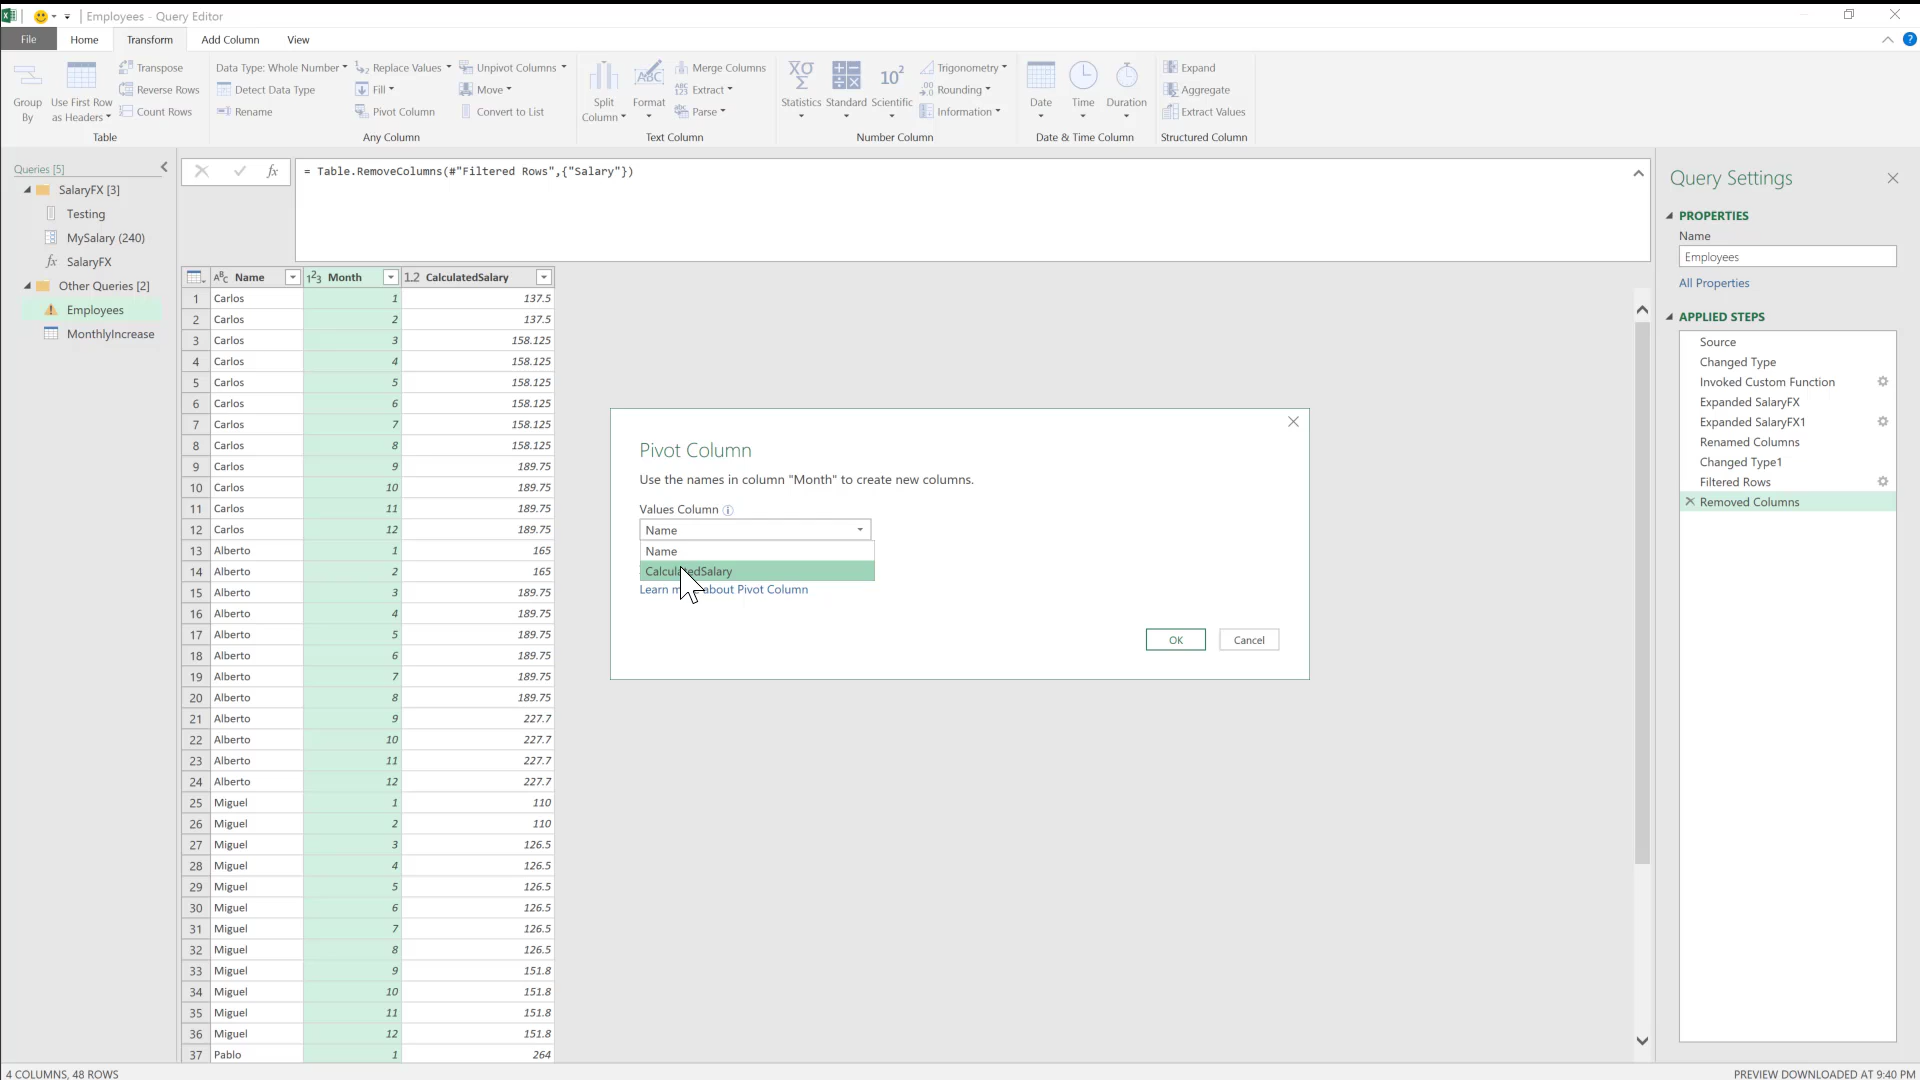 Employees - Query Editor
File Home Transform Add Column View
Group By
Use First Row as Headers
Transpose
Reverse Rows
Count Rows
Table
Data Type: Whole Number
Detect Data Type
Rename
Replace Values
Fill
Pivot Column
Unpivot Columns
Move
Convert to List
Any Column
Split Column
Format
Merge Columns
Extract
Parse
Text Column
Statistics
Standard
Scientific
Trigonometry
Rounding
Information
Number Column
Date
Time
Duration
Date & Time Column
Expand
Aggregate
Extract Values
Structured Column
Queries [5]
SalaryFX [3]
Testing
MySalary (240)
fx SalaryFX
Other Queries [2]
Employees
MonthlyIncrease
fx
= Table.RemoveColumns(#"Filtered Rows",{"Salary"})
ABC Name 123 Month 1.2 CalculatedSalary
1 Carlos 1 137.5
2 Carlos 2 137.5
3 Carlos 3 158.125
4 Carlos 4 158.125
5 Carlos 5 158.125
6 Carlos 6 158.125
7 Carlos 7 158.125
8 Carlos 8 158.125
9 Carlos 9 189.75
10 Carlos 10 189.75
11 Carlos 11 189.75
12 Carlos 12 189.75
13 Alberto 1 165
14 Alberto 2 165
15 Alberto 3 189.75
16 Alberto 4 189.75
17 Alberto 5 189.75
18 Alberto 6 189.75
19 Alberto 7 189.75
20 Alberto 8 189.75
21 Alberto 9 227.7
22 Alberto 10 227.7
23 Alberto 11 227.7
24 Alberto 12 227.7
25 Miguel 1 110
26 Miguel 2 110
27 Miguel 3 126.5
28 Miguel 4 126.5
29 Miguel 5 126.5
30 Miguel 6 126.5
31 Miguel 7 126.5
32 Miguel 8 126.5
33 Miguel 9 151.8
34 Miguel 10 151.8
35 Miguel 11 151.8
36 Miguel 12 151.8
37 Pablo 1 264
Pivot Column
Use the names in column "Month" to create new columns.
Values Column
Name
Name
CalculatedSalary
Learn m about Pivot Column
OK Cancel
Query Settings
PROPERTIES
Name
Employees
All Properties
APPLIED STEPS
Source
Changed Type
Invoked Custom Function
Expanded SalaryFX
Expanded SalaryFX1
Renamed Columns
Changed Type1
Filtered Rows
Removed Columns
4 COLUMNS, 48 ROWS
PREVIEW DOWNLOADED AT 9:40 PM